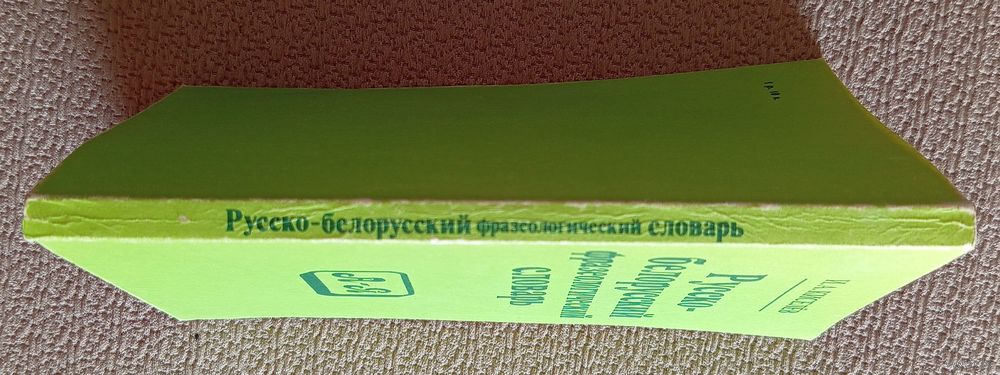 Русско-белорусский фразеологический словарь
Русско-
белорусский
фразеологический
словарь
А-Я